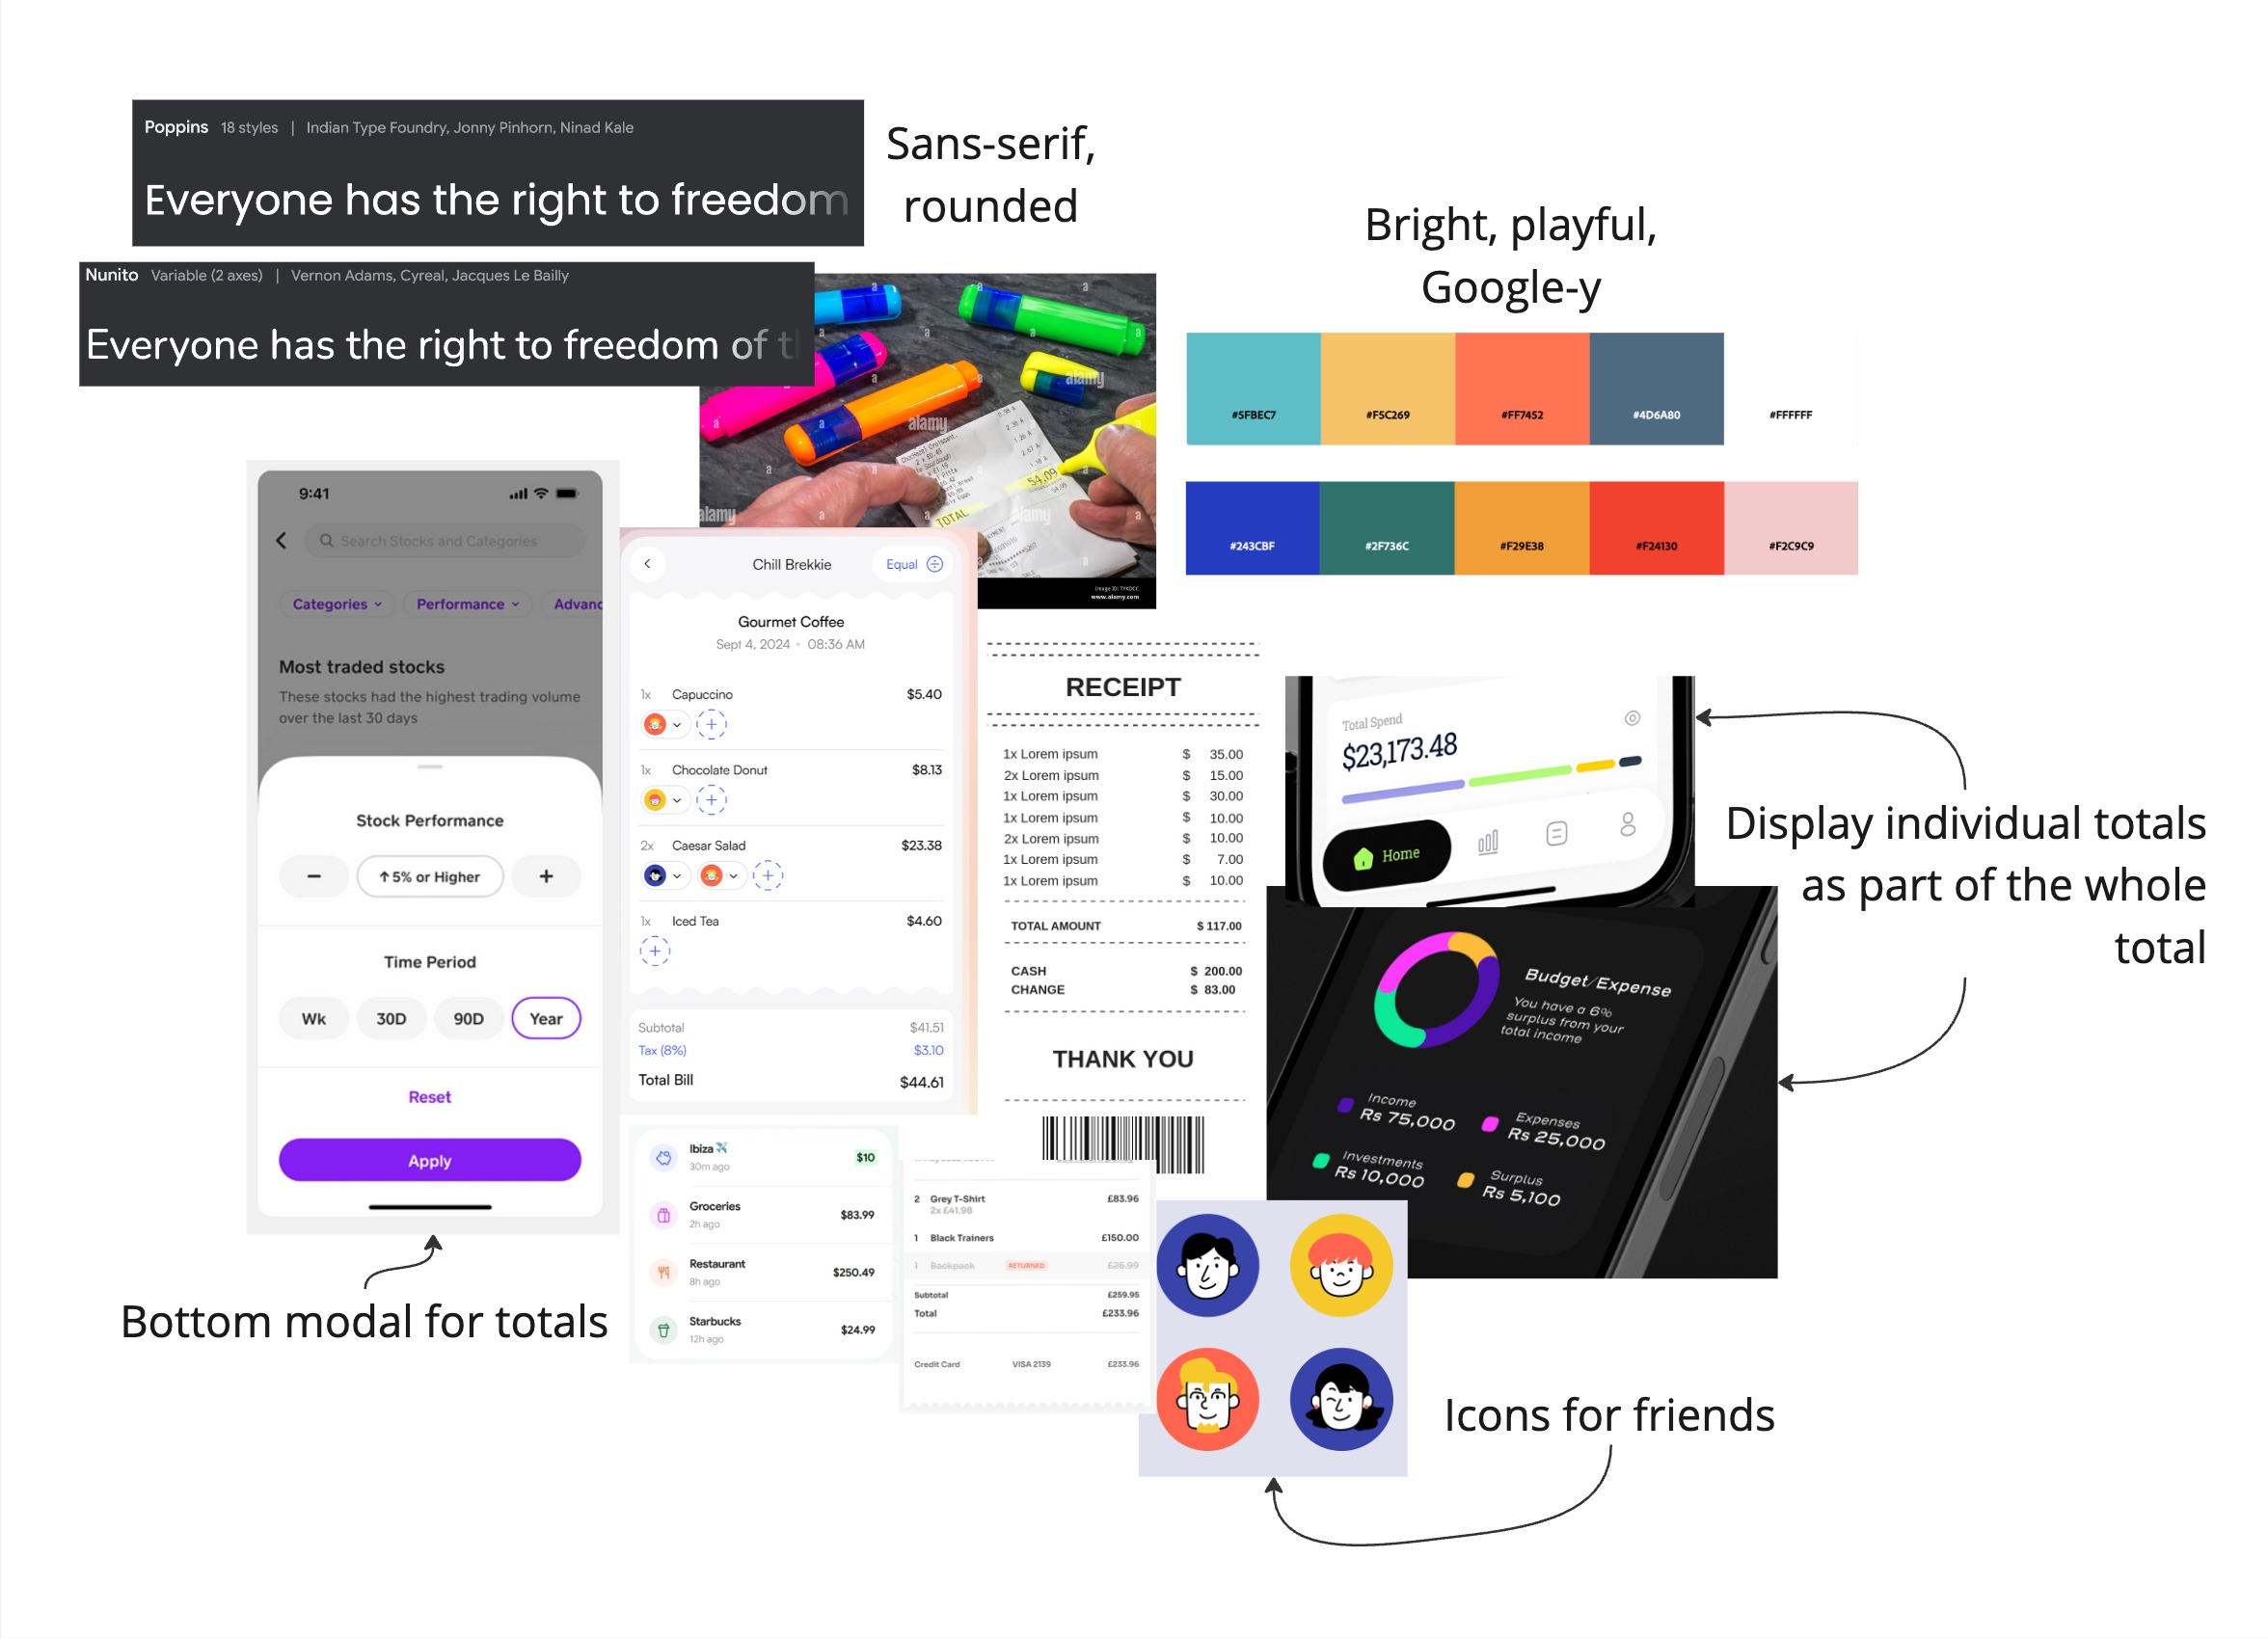 Poppins 18 styles | Indian Type Foundry, Jonny Pinhorn, Ninad Kale
Everyone has the right to freedom
Sans-serif,
rounded
Nunito Variable (2 axes) | Vernon Adams, Cyreal, Jacques Le Bailly
Everyone has the right to freedom of t
Bright, playful,
Google-y
#5FBEC7 #F5C269 #FF7452 #4D6A80 #FFFFFF
#243CBF #2F736C #F29E38 #F24130 #F2C9C9
alamy
alamy
alamy
alamy
54.09
TOTAL
Image ID: TYKDCC
www.alamy.com
9:41
Search Stocks and Categories
Categories Performance Advanc
Most traded stocks
These stocks had the highest trading volume
over the last 30 days
Stock Performance
− ↑ 5% or Higher +
Time Period
Wk 30D 90D Year
Reset
Apply
Bottom modal for totals
Chill Brekkie
Equal
Gourmet Coffee
Sept 4, 2024 • 08:36 AM
1x Capuccino $5.40
1x Chocolate Donut $8.13
2x Caesar Salad $23.38
1x Iced Tea $4.60
Subtotal $41.51
Tax (8%) $3.10
Total Bill $44.61
RECEIPT
1x Lorem ipsum $ 35.00
2x Lorem ipsum $ 15.00
1x Lorem ipsum $ 30.00
1x Lorem ipsum $ 10.00
2x Lorem ipsum $ 10.00
1x Lorem ipsum $ 7.00
1x Lorem ipsum $ 10.00
TOTAL AMOUNT $ 117.00
CASH $ 200.00
CHANGE $ 83.00
THANK YOU
Total Spend
$23,173.48
Home
Display individual totals
as part of the whole
total
Budget/Expense
You have a 6%
surplus from your
total income
Income
Rs 75,000
Expenses
Rs 25,000
Investments
Rs 10,000
Surplus
Rs 5,100
Ibiza
30m ago
$10
Groceries
2h ago
$83.99
Restaurant
8h ago
$250.49
Starbucks
12h ago
$24.99
2 Grey T-Shirt £83.96
2x £41.98
1 Black Trainers £150.00
1 Backpack RETURNED £25.99
Subtotal £259.95
Total £233.96
Credit Card VISA 2139 £233.96
Icons for friends